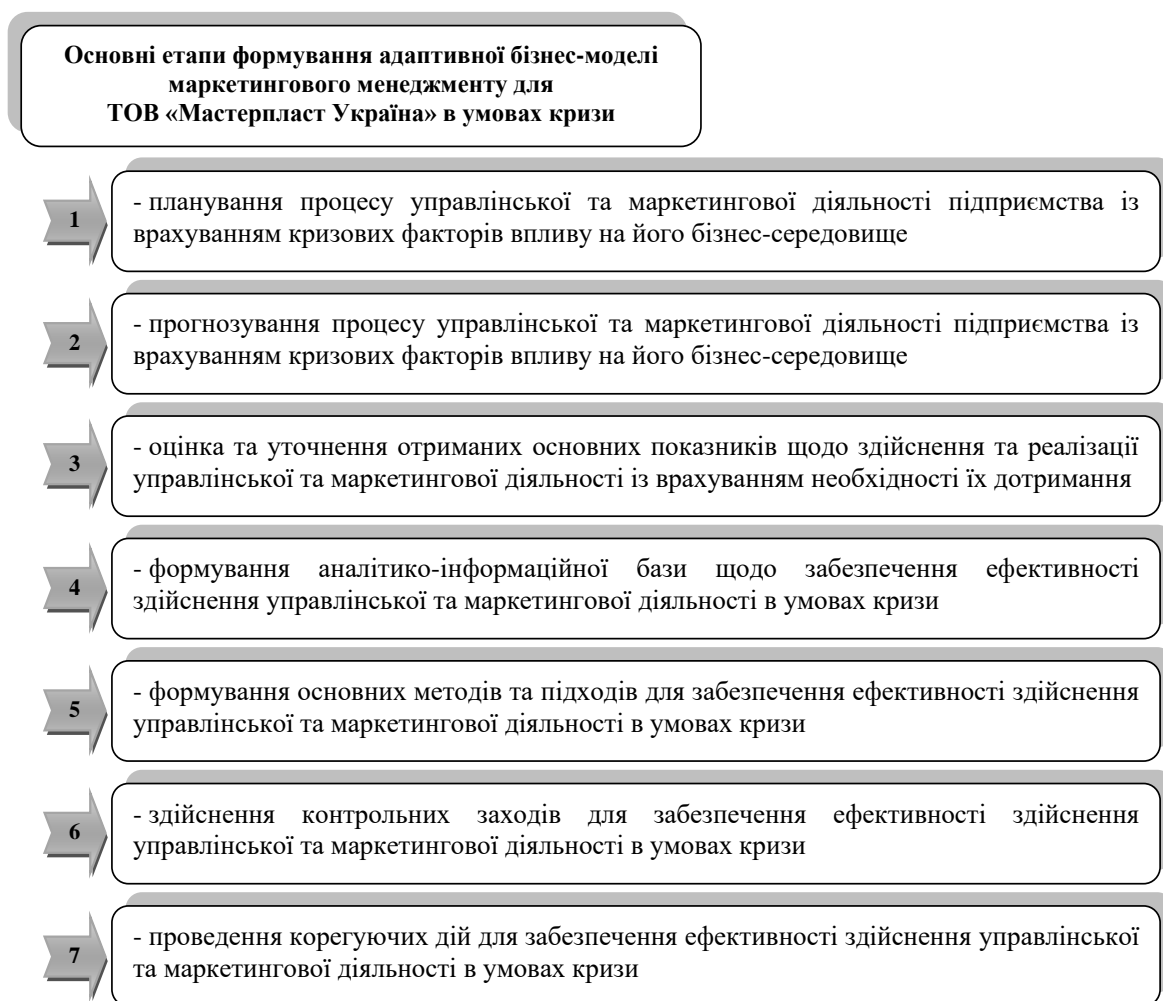 Основні етапи формування адаптивної бізнес-моделі
маркетингового менеджменту для
ТОВ «Мастерпласт Україна» в умовах кризи
1
- планування процесу управлінської та маркетингової діяльності підприємства із
врахуванням кризових факторів впливу на його бізнес-середовище
2
- прогнозування процесу управлінської та маркетингової діяльності підприємства із
врахуванням кризових факторів впливу на його бізнес-середовище
3
- оцінка та уточнення отриманих основних показників щодо здійснення та реалізації
управлінської та маркетингової діяльності із врахуванням необхідності їх дотримання
4
- формування аналітико-інформаційної бази щодо забезпечення ефективності
здійснення управлінської та маркетингової діяльності в умовах кризи
5
- формування основних методів та підходів для забезпечення ефективності здійснення
управлінської та маркетингової діяльності в умовах кризи
6
- здійснення контрольних заходів для забезпечення ефективності здійснення
управлінської та маркетингової діяльності в умовах кризи
7
- проведення корегуючих дій для забезпечення ефективності здійснення управлінської
та маркетингової діяльності в умовах кризи